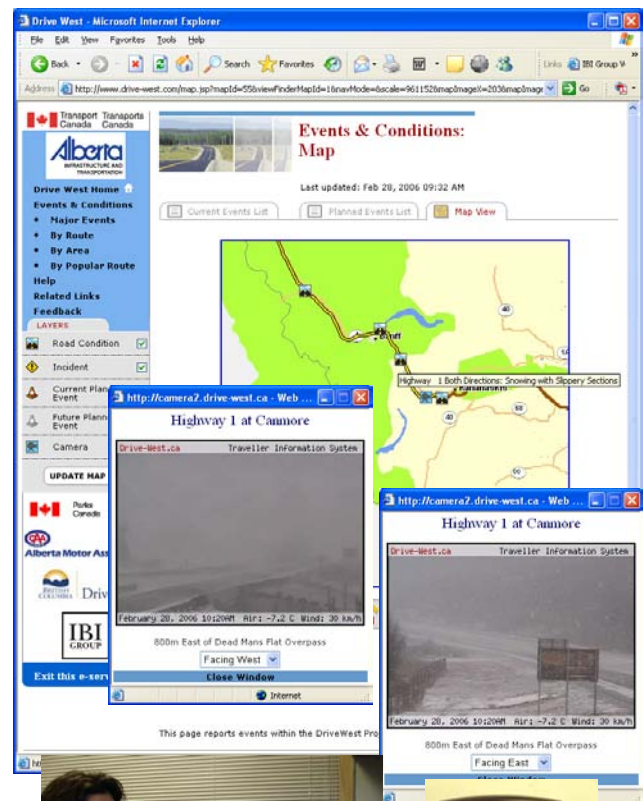 Drive West - Microsoft Internet Explorer
File Edit View Favorites Tools Help
Back Search Favorites Links IBI Group W
Address http://www.drive-west.com/map.jsp?mapId=55&viewFinderMapId=1&navMode=&scale=961152&mapImageX=203&mapImage Go
Transport Canada Transports Canada
Alberta
INFRASTRUCTURE AND TRANSPORTATION
Drive West Home
Events & Conditions
• Major Events
• By Route
• By Area
• By Popular Route
Help
Related Links
Feedback
LAYERS
Road Condition
Incident
Current Plan
Event
Future Plann
Event
Camera
UPDATE MAP
Parks Canada
CAA
Alberta Motor Ass
BRITISH COLUMBIA Driv
IBI
GROUP
Exit this e-serv
Events & Conditions:
Map
Last updated: Feb 28, 2006 09:32 AM
Current Events List Planned Events List Map View
40
Banff
Highway 1 Both Directions: Snowing with Slippery Sections
Kananaskis
40
68
66
http://camera2.drive-west.ca - Web ...
Highway 1 at Canmore
Drive-West.ca Traveller Information System
February 28, 2006 10:20AM Air: -7.2 C Wind: 30 km/h
800m East of Dead Mans Flat Overpass
Facing West
Close Window
Internet
http://camera2.drive-west.ca - Web ...
Highway 1 at Canmore
Drive-West.ca Traveller Information System
February 28, 2006 10:20AM Air: -7.2 C Wind: 30 km/h
800m East of Dead Mans Flat Overpass
Facing East
This page reports events within the DriveWest Pro